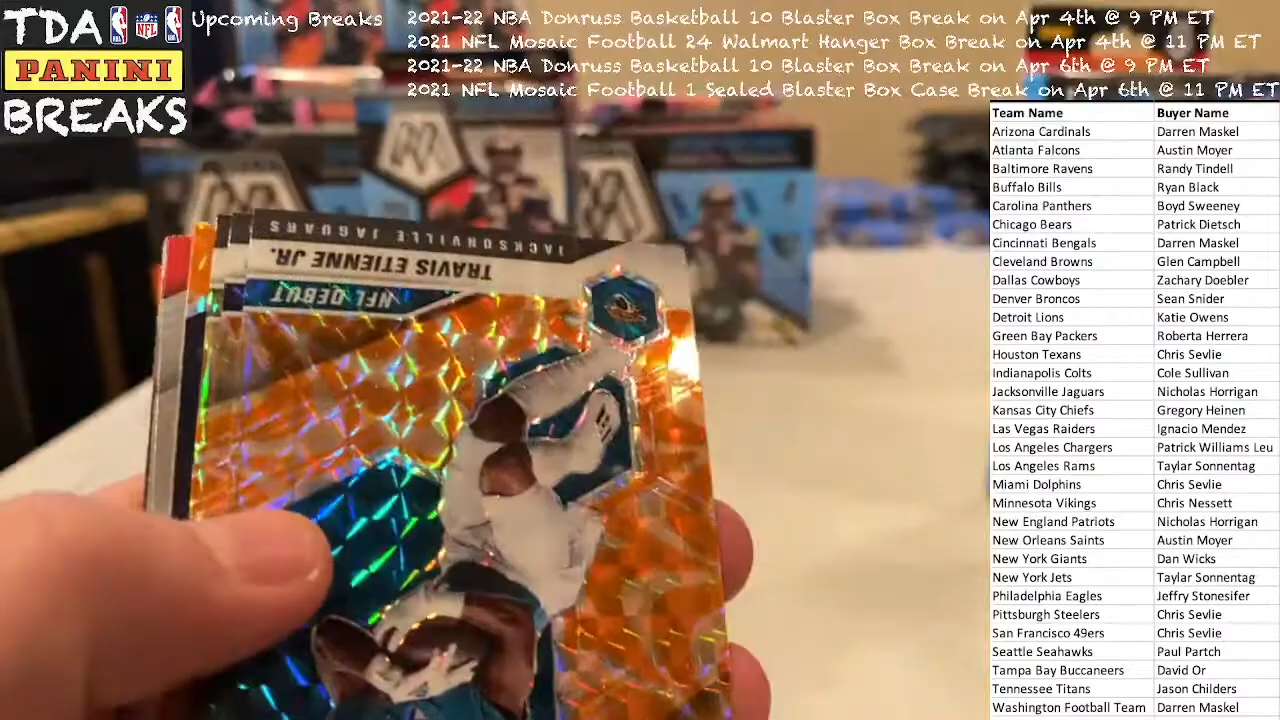 TDA
PANINI
BREAKS
Upcoming Breaks
2021-22 NBA Donruss Basketball 10 Blaster Box Break on Apr 4th @ 9 PM ET
2021 NFL Mosaic Football 24 Walmart Hanger Box Break on Apr 4th @ 11 PM ET
2021-22 NBA Donruss Basketball 10 Blaster Box Break on Apr 6th @ 9 PM ET
2021 NFL Mosaic Football 1 Sealed Blaster Box Case Break on Apr 6th @ 11 PM ET
JACKSONVILLE JAGUARS
TRAVIS ETIENNE JR.
NFL DEBUT
Team Name Buyer Name
Arizona Cardinals Darren Maskel
Atlanta Falcons Austin Moyer
Baltimore Ravens Randy Tindell
Buffalo Bills Ryan Black
Carolina Panthers Boyd Sweeney
Chicago Bears Patrick Dietsch
Cincinnati Bengals Darren Maskel
Cleveland Browns Glen Campbell
Dallas Cowboys Zachary Doebler
Denver Broncos Sean Snider
Detroit Lions Katie Owens
Green Bay Packers Roberta Herrera
Houston Texans Chris Sevlie
Indianapolis Colts Cole Sullivan
Jacksonville Jaguars Nicholas Horrigan
Kansas City Chiefs Gregory Heinen
Las Vegas Raiders Ignacio Mendez
Los Angeles Chargers Patrick Williams Leu
Los Angeles Rams Taylar Sonnentag
Miami Dolphins Chris Sevlie
Minnesota Vikings Chris Nessett
New England Patriots Nicholas Horrigan
New Orleans Saints Austin Moyer
New York Giants Dan Wicks
New York Jets Taylar Sonnentag
Philadelphia Eagles Jeffry Stonesifer
Pittsburgh Steelers Chris Sevlie
San Francisco 49ers Chris Sevlie
Seattle Seahawks Paul Partch
Tampa Bay Buccaneers David Or
Tennessee Titans Jason Childers
Washington Football Team Darren Maskel